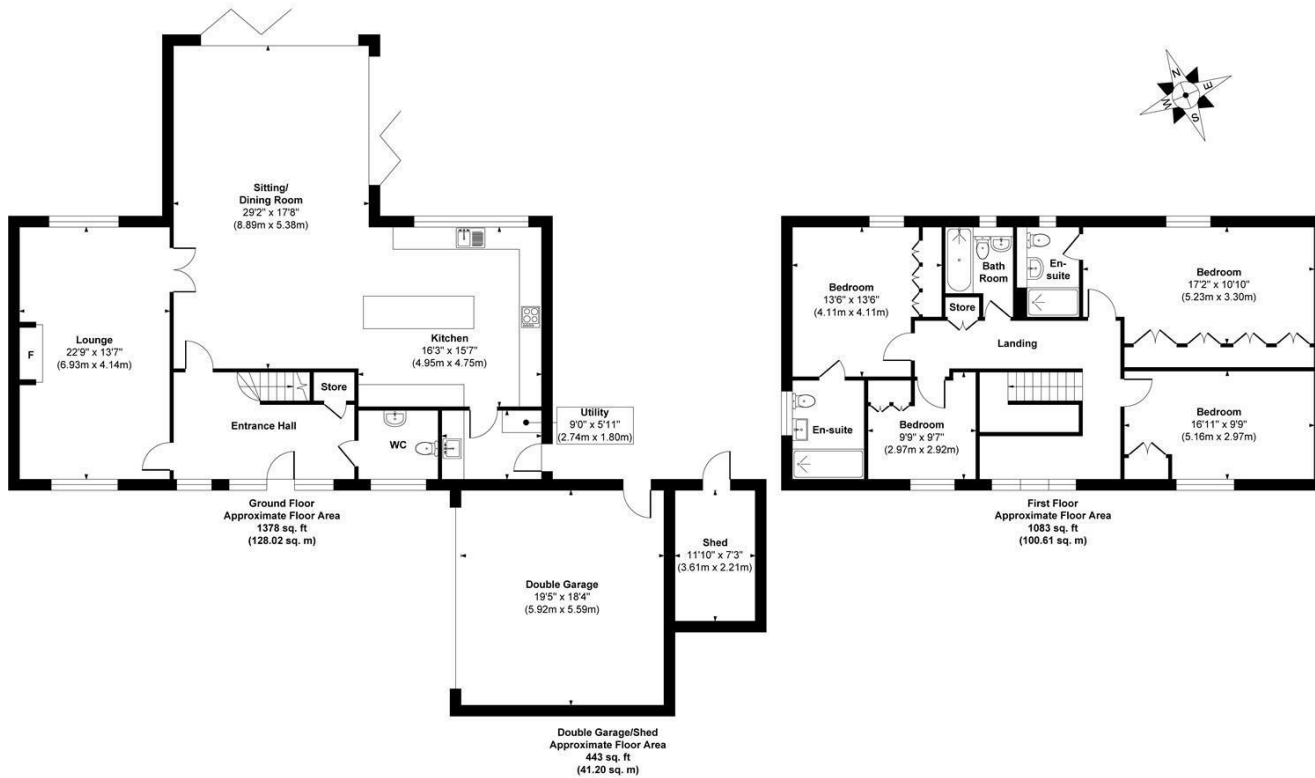 N
E
S
W
Sitting/
Dining Room
29'2" x 17'8"
(8.89m x 5.38m)
Lounge
22'9" x 13'7"
(6.93m x 4.14m)
F
Kitchen
16'3" x 15'7"
(4.95m x 4.75m)
Store
Entrance Hall
WC
Utility
9'0" x 5'11"
(2.74m x 1.80m)
Ground Floor
Approximate Floor Area
1378 sq. ft
(128.02 sq. m)
Double Garage
19'5" x 18'4"
(5.92m x 5.59m)
Shed
11'10" x 7'3"
(3.61m x 2.21m)
Double Garage/Shed
Approximate Floor Area
443 sq. ft
(41.20 sq. m)
Bedroom
13'6" x 13'6"
(4.11m x 4.11m)
Bath
Room
Store
En-
suite
Bedroom
17'2" x 10'10"
(5.23m x 3.30m)
Landing
En-suite
Bedroom
9'9" x 9'7"
(2.97m x 2.92m)
Bedroom
16'11" x 9'9"
(5.16m x 2.97m)
First Floor
Approximate Floor Area
1083 sq. ft
(100.61 sq. m)